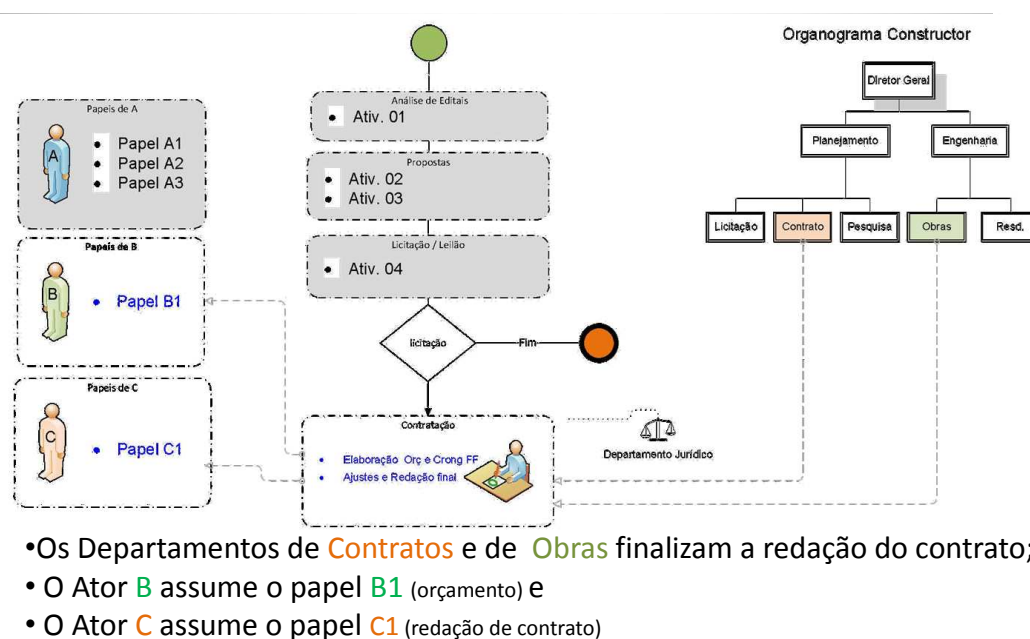 Organograma Constructor
Diretor Geral
Planejamento
Engenharia
Licitação
Contrato
Pesquisa
Obras
Resd.
Papeis de A
A
• Papel A1
• Papel A2
• Papel A3
Papeis de B
B
• Papel B1
Papeis de C
C
• Papel C1
Análise de Editais
• Ativ. 01
Propostas
• Ativ. 02
• Ativ. 03
Licitação / Leilão
• Ativ. 04
licitação
Fim
Contratação
• Elaboração Orç e Crong FF
• Ajustes e Redação final
Departamento Jurídico
•Os Departamentos de Contratos e de Obras finalizam a redação do contrato;
• O Ator B assume o papel B1 (orçamento) e
• O Ator C assume o papel C1 (redação de contrato)